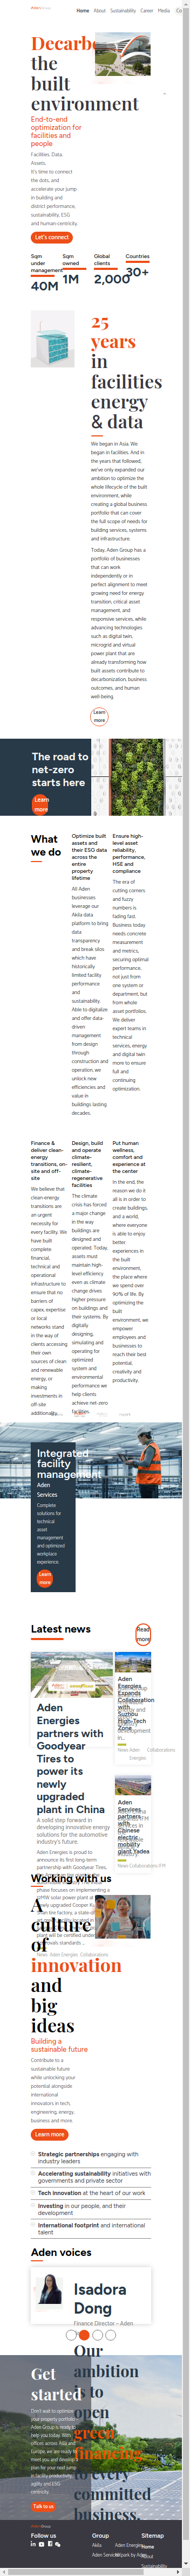 Home About Sustainability Career Media Co
Decarbo
the
built
environment
End-to-end
optimization for
facilities and
people
Facilities. Data.
Assets.
It's time to connect
the dots, and
accelerate your jump
in building and
district performance,
sustainability, ESG
and human-centricity.
Let's connect
Sqm
under
management
40M
Sqm
owned
1M
Global
clients
2,000
Countries
30+
25
years
in
facilities
energy
& data
We began in Asia. We
began in facilities. And in
the years that followed,
we've only expanded our
ambition to optimize the
whole lifecycle of the built
environment, while
creating a global business
portfolio that can cover
the full scope of needs for
building services, systems
and infrastructure.
Today, Aden Group has a
portfolio of businesses
that can work
independently or in
perfect alignment to meet
growing need for energy
transition, critical asset
management, and
responsive services, while
advancing technologies
such as digital twin,
microgrid and virtual
power plant that are
already transforming how
built assets contribute to
decarbonization, business
outcomes, and human
well-being.
Learn
more
The road to
net-zero
starts here
Learn
more
What
we do
Optimize built
assets and
their ESG data
across the
entire
property
lifetime
All Aden
businesses
leverage our
Akila data
platform to bring
data
transparency
and break silos
which have
historically
limited facility
performance
and
sustainability.
Able to digitalize
and offer data-
driven
management
from design
through
construction and
operation, we
unlock new
efficiencies and
value in
buildings lasting
decades.
Ensure high-
level asset
reliability,
performance,
HSE and
compliance
The era of
cutting corners
and fuzzy
numbers is
fading fast.
Business today
needs concrete
measurement
and metrics,
securing optimal
performance,
not just from
one system or
department, but
from whole
asset portfolios.
We deliver
expert teams in
technical
services, energy
and digital twin
more to ensure
full and
continuing
optimization.
Finance &
deliver clean-
energy
transitions, on-
site and off-
site
We believe that
clean-energy
transitions are
an urgent
necessity for
every facility. We
have built
complete
financial,
technical and
operational
infrastructure to
ensure that no
barriers of
capex, expertise
or local
networks stand
in the way of
clients accessing
their own
sources of clean
and renewable
energy, or
making
investments in
off-site
additionality.
Design, build
and operate
climate-
resilient,
climate-
regenerative
facilities
The climate
crisis has forced
a major change
in the way
buildings are
designed and
operated. Today,
assets must
maintain high-
level efficiency
even as climate
change drives
higher pressure
on buildings and
their systems. By
digitally
designing,
simulating and
operating for
optimized
system and
environmental
performance we
help clients
achieve net-zero
factories.
Put human
wellness,
comfort and
experience at
the center
In the end, the
reason we do it
all is in order to
create buildings,
and a world,
where everyone
is able to enjoy
better
experiences in
the built
environment,
the place where
we spend over
90% of life. By
optimizing the
built
environment, we
empower
employees and
businesses to
reach their best
potential,
creativity and
productivity.
Integrated
facility
management
Aden
Services
Complete
solutions for
technical
asset
management
and optimized
workplace
experience
Learn
more
Latest news
Read
more
Aden
Energies
partners with
Goodyear
Tires to
power its
newly
upgraded
plant in China
A solid step forward in
developing innovative energy
solutions for the automotive
industry's future.
Aden Energies is proud to
announce its first long-term
partnership with Goodyear Tires,
News Aden Energies Collaborations
Aden
Energies
Expands
Collaboration
with
Suzhou
High-Tech
Zone
News Aden Collaborations
Energies
Aden
Services
partners
with
Chinese
electric
mobility
giant Yadea
News Collaborations IFM
Working with us
A
culture
of
innovation
and
big
ideas
Building a
sustainable future
Contribute to a
sustainable future
while unlocking your
potential alongside
international
innovators in tech,
engineering, energy,
business and more.
Learn more
Strategic partnerships engaging with
industry leaders
Accelerating sustainability initiatives with
governments and private sector
Tech innovation at the heart of our work
Investing in our people, and their
development
International footprint and international
talent
Aden voices
Isadora
Dong
Finance Director – Aden
Our
ambition
is to
open
green
financing
to every
committed
business.
Get
started
Don't wait to optimize
your property portfolio–
Aden Group is ready to
help you today. With
offices across Asia and
Europe, we are ready to
meet you and develop a
plan for your next jump
in facility productivity,
agility and ESG-
centricity.
Talk to us
Follow us
Group
Akila
Aden Services
Aden Energies
Nxpark by Aden
Sitemap
Home
About
Sustainability